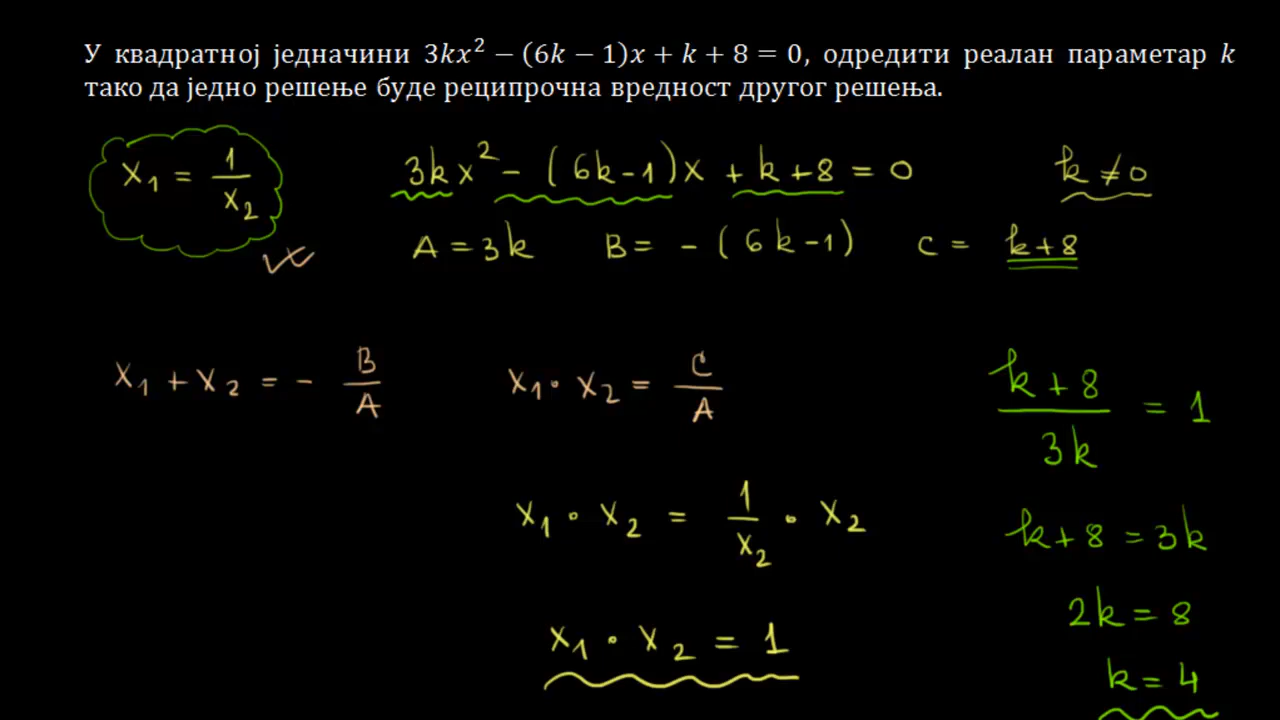 У квадратној једначини 3kx² − (6k − 1)x + k + 8 = 0, одредити реалан параметар k
тако да једно решење буде реципрочна вредност другог решења.
x₁ = 1/x₂
3kx² − (6k−1)x + k+8 = 0
k ≠ 0
A = 3k B = −(6k−1) C = k+8
x₁ + x₂ = − B/A
x₁ · x₂ = C/A
(k+8)/3k = 1
x₁ · x₂ = 1/x₂ · x₂
k+8 = 3k
2k = 8
x₁ · x₂ = 1
k = 4